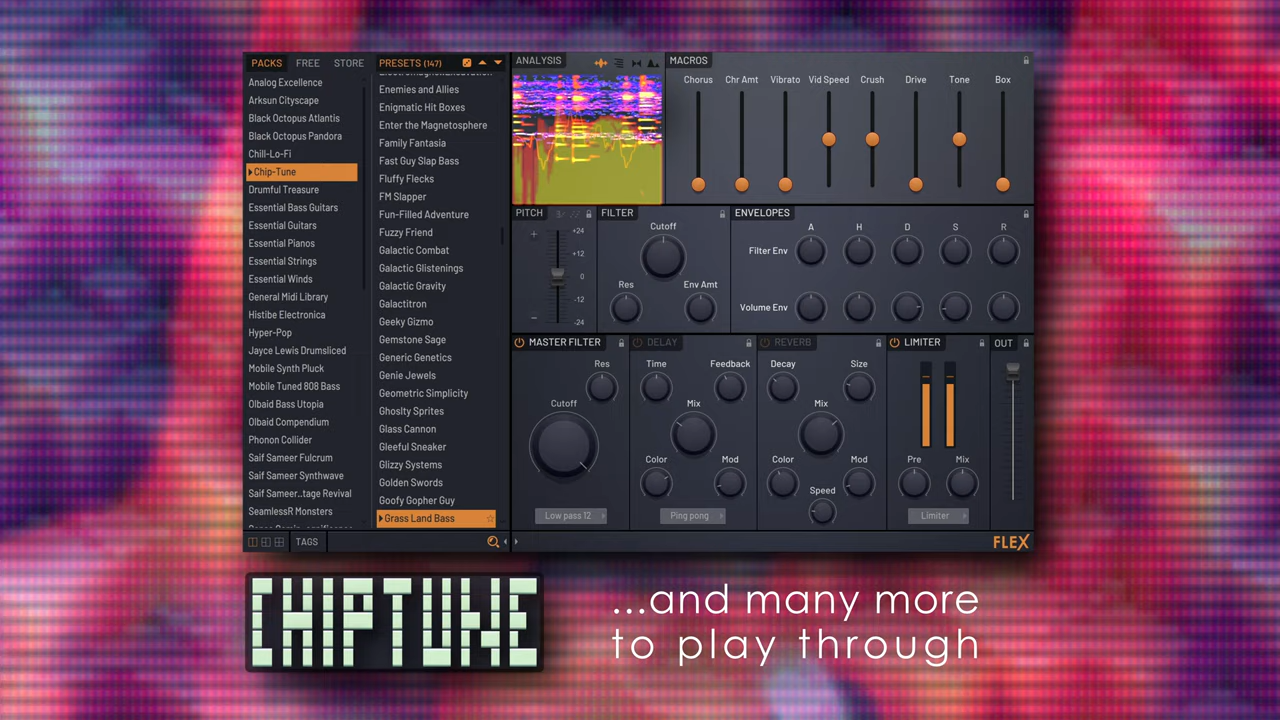 PACKS FREE STORE
Analog Excellence
Arksun Cityscape
Black Octopus Atlantis
Black Octopus Pandora
Chill-Lo-Fi
Chip-Tune
Drumful Treasure
Essential Bass Guitars
Essential Guitars
Essential Pianos
Essential Strings
Essential Winds
General Midi Library
Histibe Electronica
Hyper-Pop
Jayce Lewis Drumsliced
Mobile Synth Pluck
Mobile Tuned 808 Bass
Olbaid Bass Utopia
Olbaid Compendium
Phonon Collider
Saif Sameer Fulcrum
Saif Sameer Synthwave
Saif Sameer..tage Revival
SeamlessR Monsters
TAGS
PRESETS (147)
Enemies and Allies
Enigmatic Hit Boxes
Enter the Magnetosphere
Family Fantasia
Fast Guy Slap Bass
Fluffy Flecks
FM Slapper
Fun-Filled Adventure
Fuzzy Friend
Galactic Combat
Galactic Glistenings
Galactic Gravity
Galactitron
Geeky Gizmo
Gemstone Sage
Generic Genetics
Genie Jewels
Geometric Simplicity
Ghoslty Sprites
Glass Cannon
Gleeful Sneaker
Glizzy Systems
Golden Swords
Goofy Gopher Guy
Grass Land Bass
ANALYSIS
MACROS
Chorus Chr Amt Vibrato Vid Speed Crush Drive Tone Box
PITCH
+24
+12
0
-12
-24
FILTER
Cutoff
Res Env Amt
ENVELOPES
A H D S R
Filter Env
Volume Env
MASTER FILTER
Res
Cutoff
Low pass 12
DELAY
Time Feedback
Mix
Color Mod
Ping pong
REVERB
Decay Size
Mix
Color Mod
Speed
LIMITER
Pre Mix
Limiter
OUT
FLEX
CHIPTUNE
...and many more
to play through